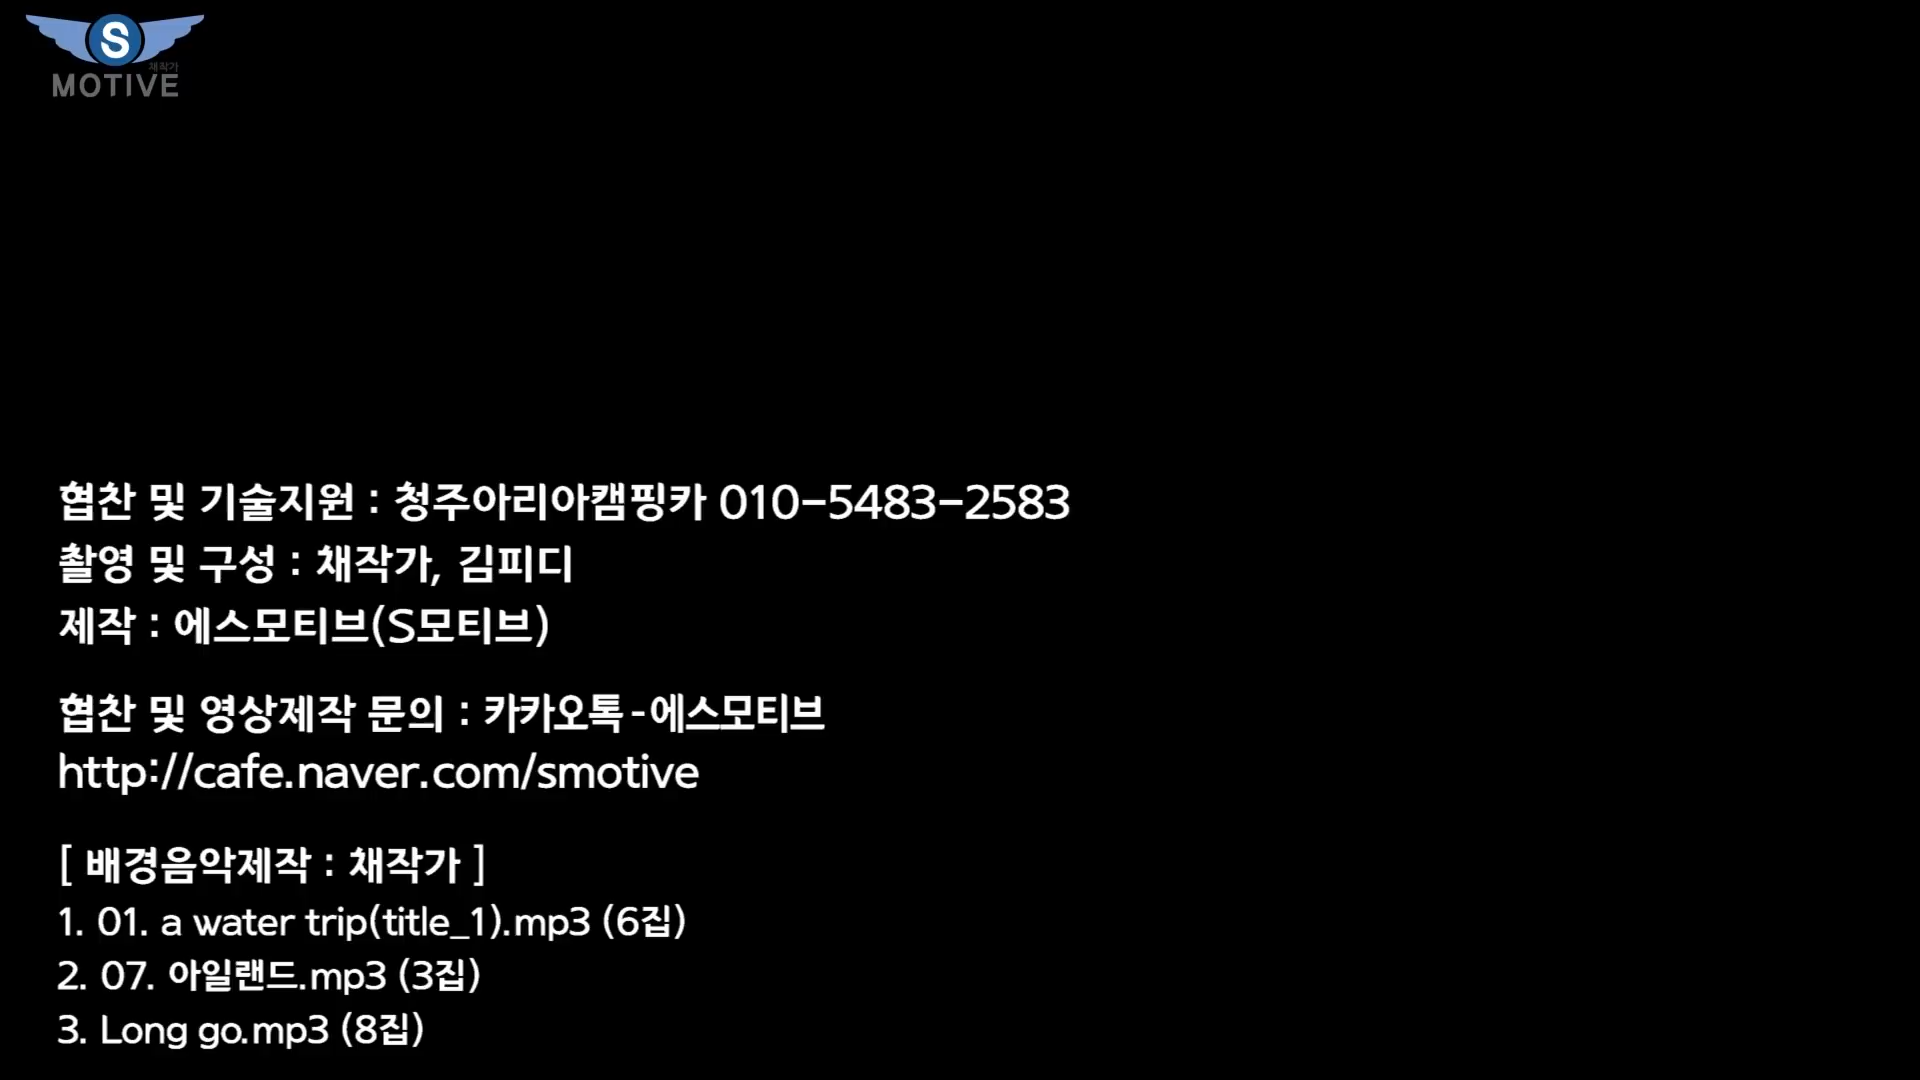 S
채작가
MOTIVE
협찬 및 기술지원 : 청주아리아캠핑카 010-5483-2583
촬영 및 구성 : 채작가, 김피디
제작 : 에스모티브(S모티브)
협찬 및 영상제작 문의 : 카카오톡-에스모티브
http://cafe.naver.com/smotive
[ 배경음악제작 : 채작가 ]
1. 01. a water trip(title_1).mp3 (6집)
2. 07. 아일랜드.mp3 (3집)
3. Long go.mp3 (8집)